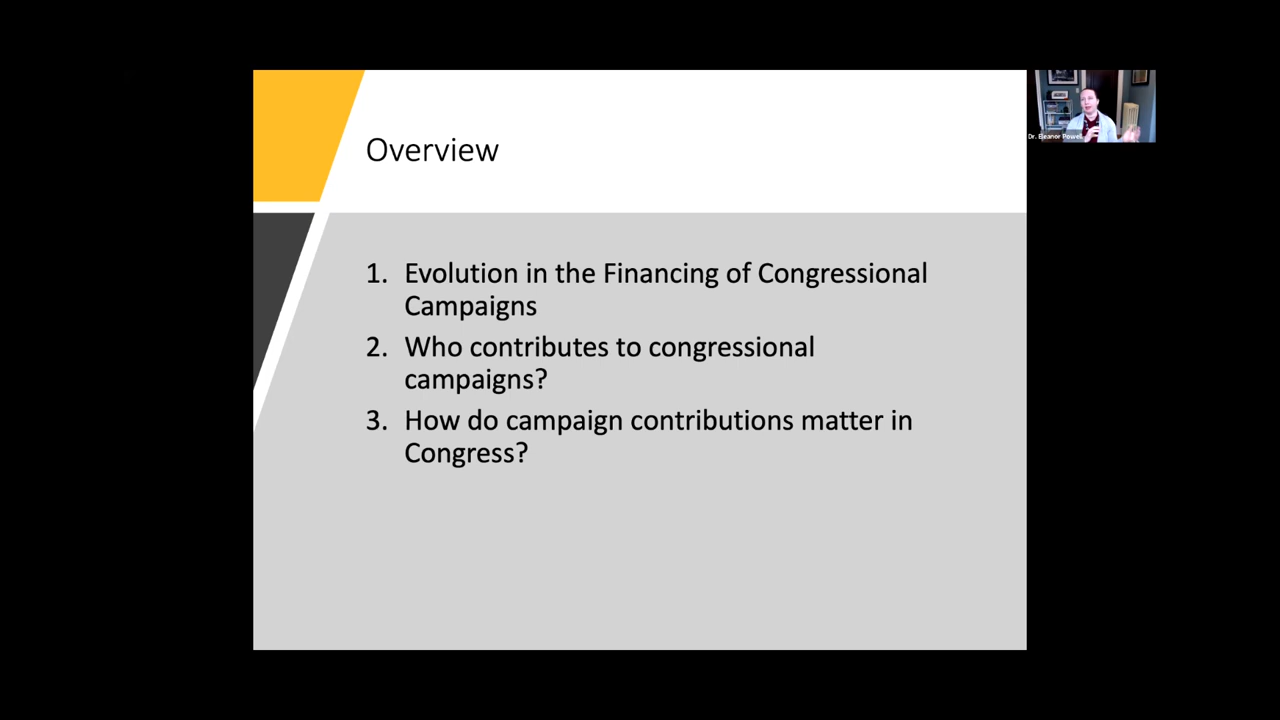 Overview
Dr. Eleanor Powell
1. Evolution in the Financing of Congressional
Campaigns
2. Who contributes to congressional
campaigns?
3. How do campaign contributions matter in
Congress?